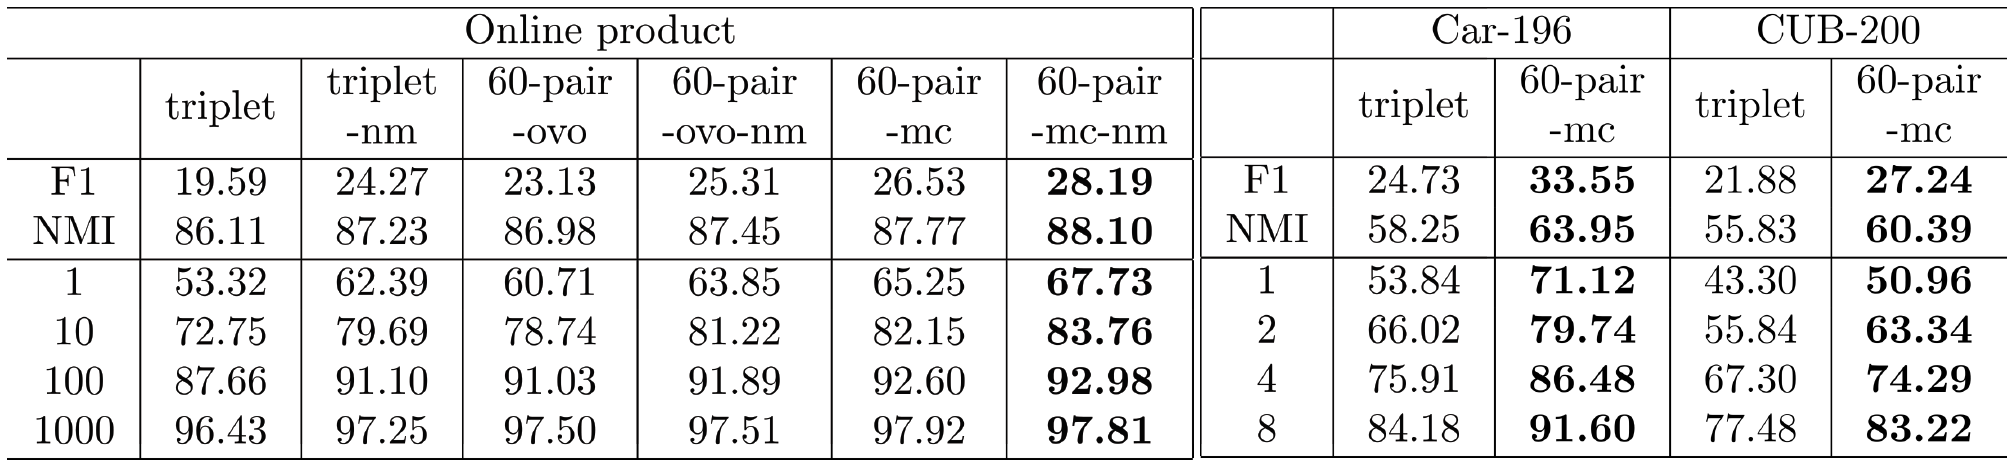 Online product
triplet | triplet -nm | 60-pair -ovo | 60-pair -ovo-nm | 60-pair -mc | 60-pair -mc-nm
F1 | 19.59 | 24.27 | 23.13 | 25.31 | 26.53 | 28.19
NMI | 86.11 | 87.23 | 86.98 | 87.45 | 87.77 | 88.10
1 | 53.32 | 62.39 | 60.71 | 63.85 | 65.25 | 67.73
10 | 72.75 | 79.69 | 78.74 | 81.22 | 82.15 | 83.76
100 | 87.66 | 91.10 | 91.03 | 91.89 | 92.60 | 92.98
1000 | 96.43 | 97.25 | 97.50 | 97.51 | 97.92 | 97.81
Car-196 | CUB-200
triplet | 60-pair -mc | triplet | 60-pair -mc
F1 | 24.73 | 33.55 | 21.88 | 27.24
NMI | 58.25 | 63.95 | 55.83 | 60.39
1 | 53.84 | 71.12 | 43.30 | 50.96
2 | 66.02 | 79.74 | 55.84 | 63.34
4 | 75.91 | 86.48 | 67.30 | 74.29
8 | 84.18 | 91.60 | 77.48 | 83.22